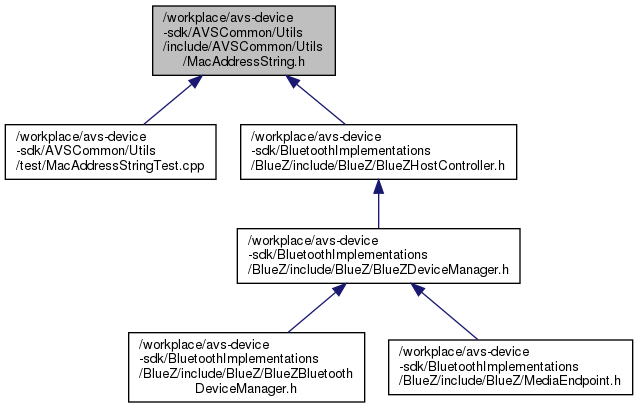 /workplace/avs-device
-sdk/AVSCommon/Utils
/include/AVSCommon/Utils
/MacAddressString.h
/workplace/avs-device
-sdk/AVSCommon/Utils
/test/MacAddressStringTest.cpp
/workplace/avs-device
-sdk/BluetoothImplementations
/BlueZ/include/BlueZ/BlueZHostController.h
/workplace/avs-device
-sdk/BluetoothImplementations
/BlueZ/include/BlueZ/BlueZDeviceManager.h
/workplace/avs-device
-sdk/BluetoothImplementations
/BlueZ/include/BlueZ/BlueZBluetooth
DeviceManager.h
/workplace/avs-device
-sdk/BluetoothImplementations
/BlueZ/include/BlueZ/MediaEndpoint.h